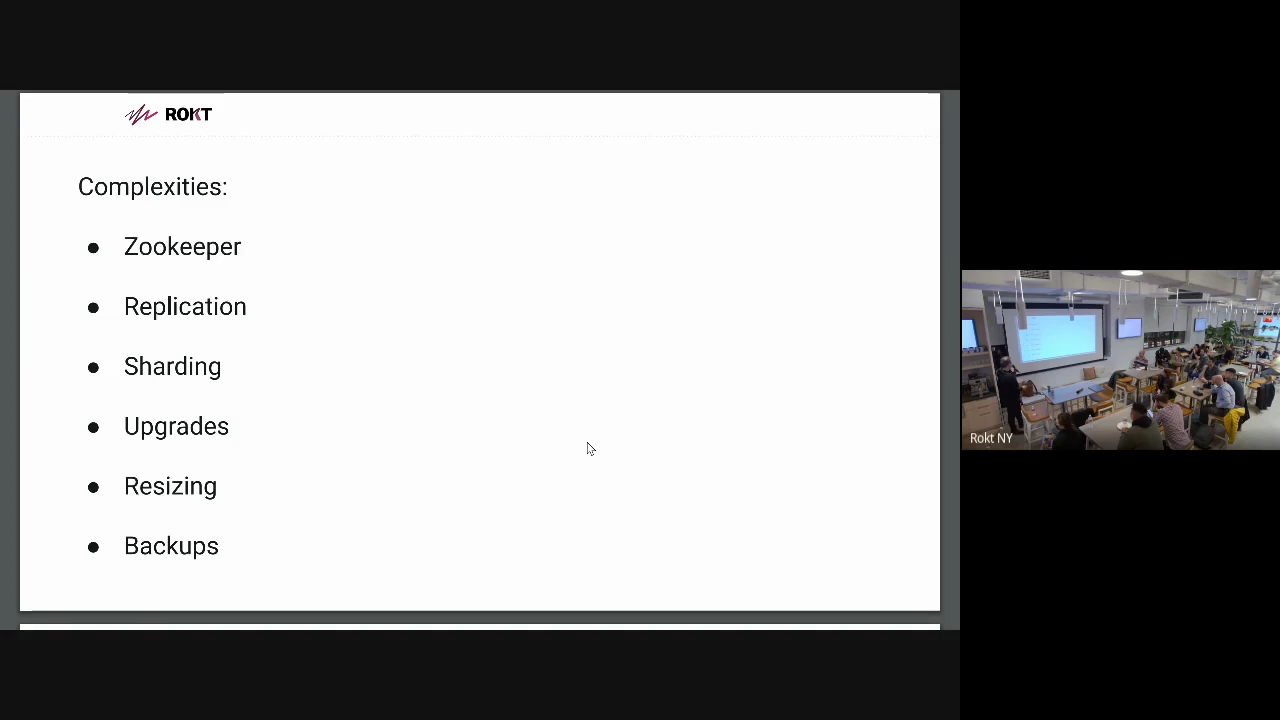 ROKT
Complexities:
● Zookeeper
● Replication
● Sharding
● Upgrades
● Resizing
● Backups
Rokt NY